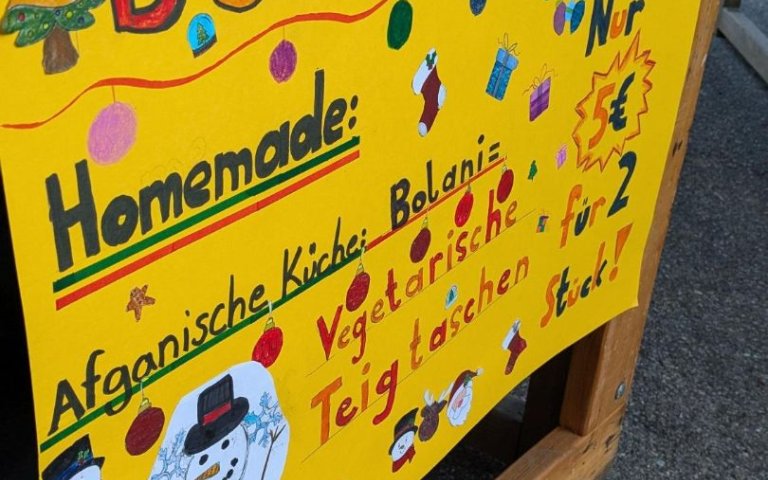 Homemade:
Afganische Küche: Bolani=
Vegetarische
Teigtaschen
Nur
5€
für 2
Stück!